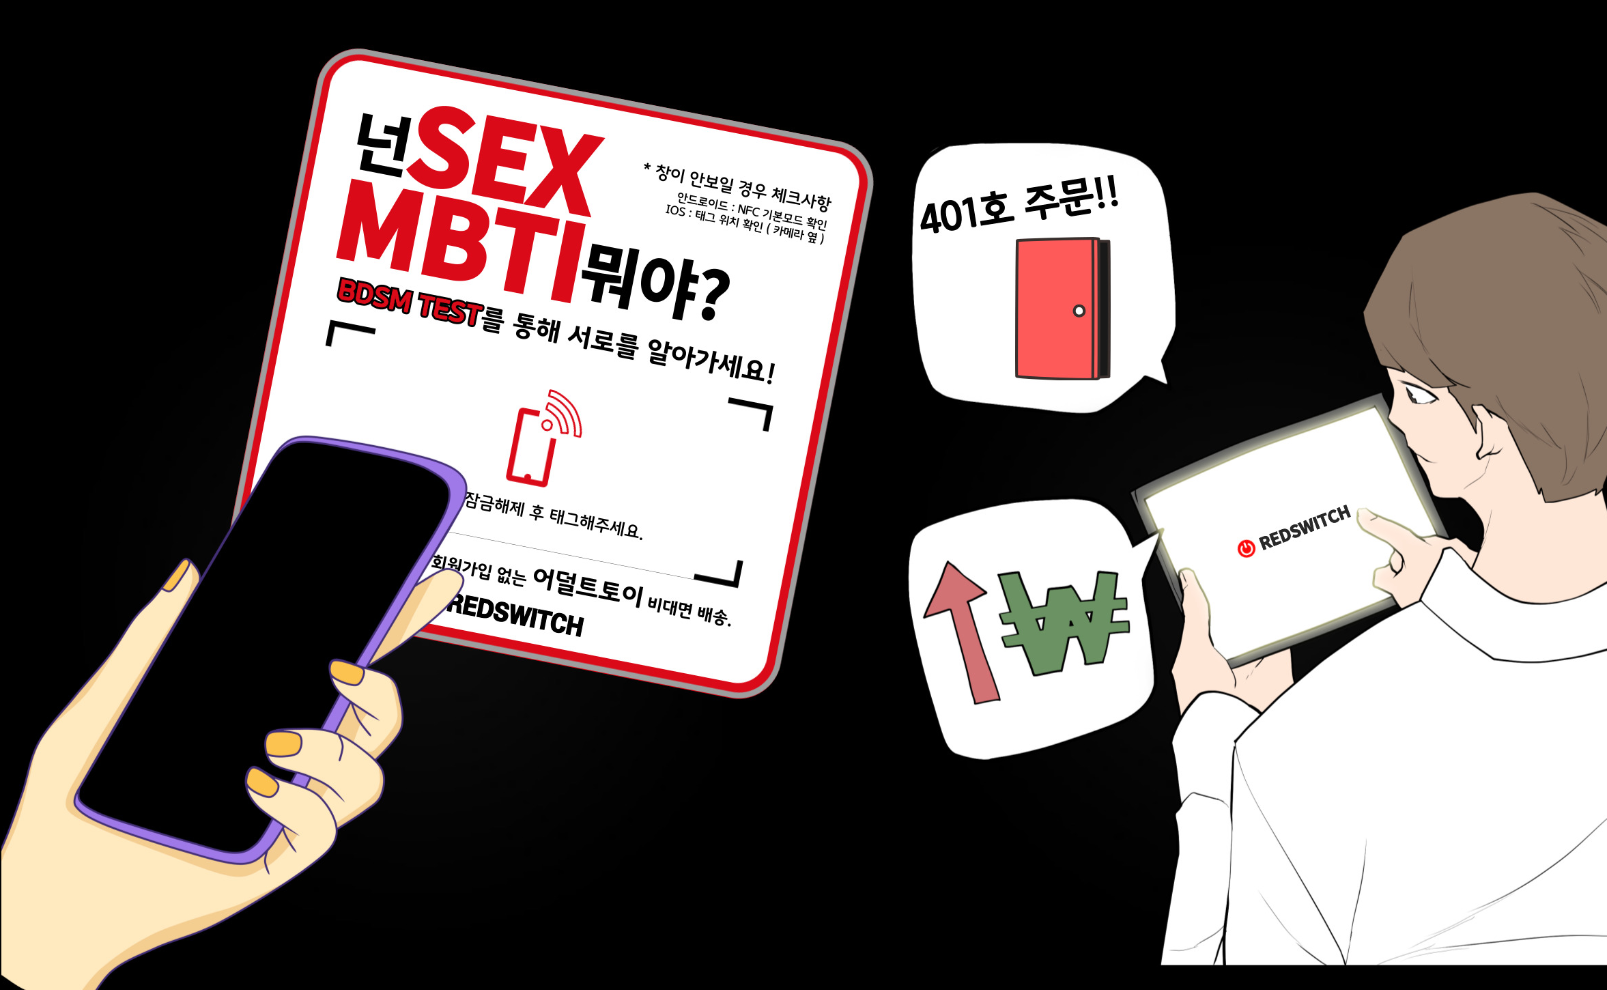 넌SEX
MBTI뭐야?
* 창이 안보일 경우 체크사항
안드로이드 : NFC 기본모드 확인
IOS : 태그 위치 확인 ( 카메라 옆 )
BDSM TEST를 통해 서로를 알아가세요!
잠금해제 후 태그해주세요.
회원가입 없는 어덜트토이 비대면 배송.
REDSWITCH
401호 주문!!
₩
REDSWITCH